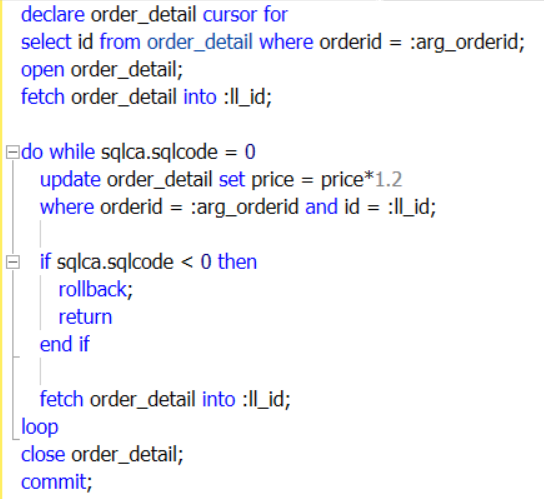 declare order_detail cursor for
select id from order_detail where orderid = :arg_orderid;
open order_detail;
fetch order_detail into :ll_id;
do while sqlca.sqlcode = 0
update order_detail set price = price*1.2
where orderid = :arg_orderid and id = :ll_id;
if sqlca.sqlcode < 0 then
rollback;
return
end if
fetch order_detail into :ll_id;
loop
close order_detail;
commit;